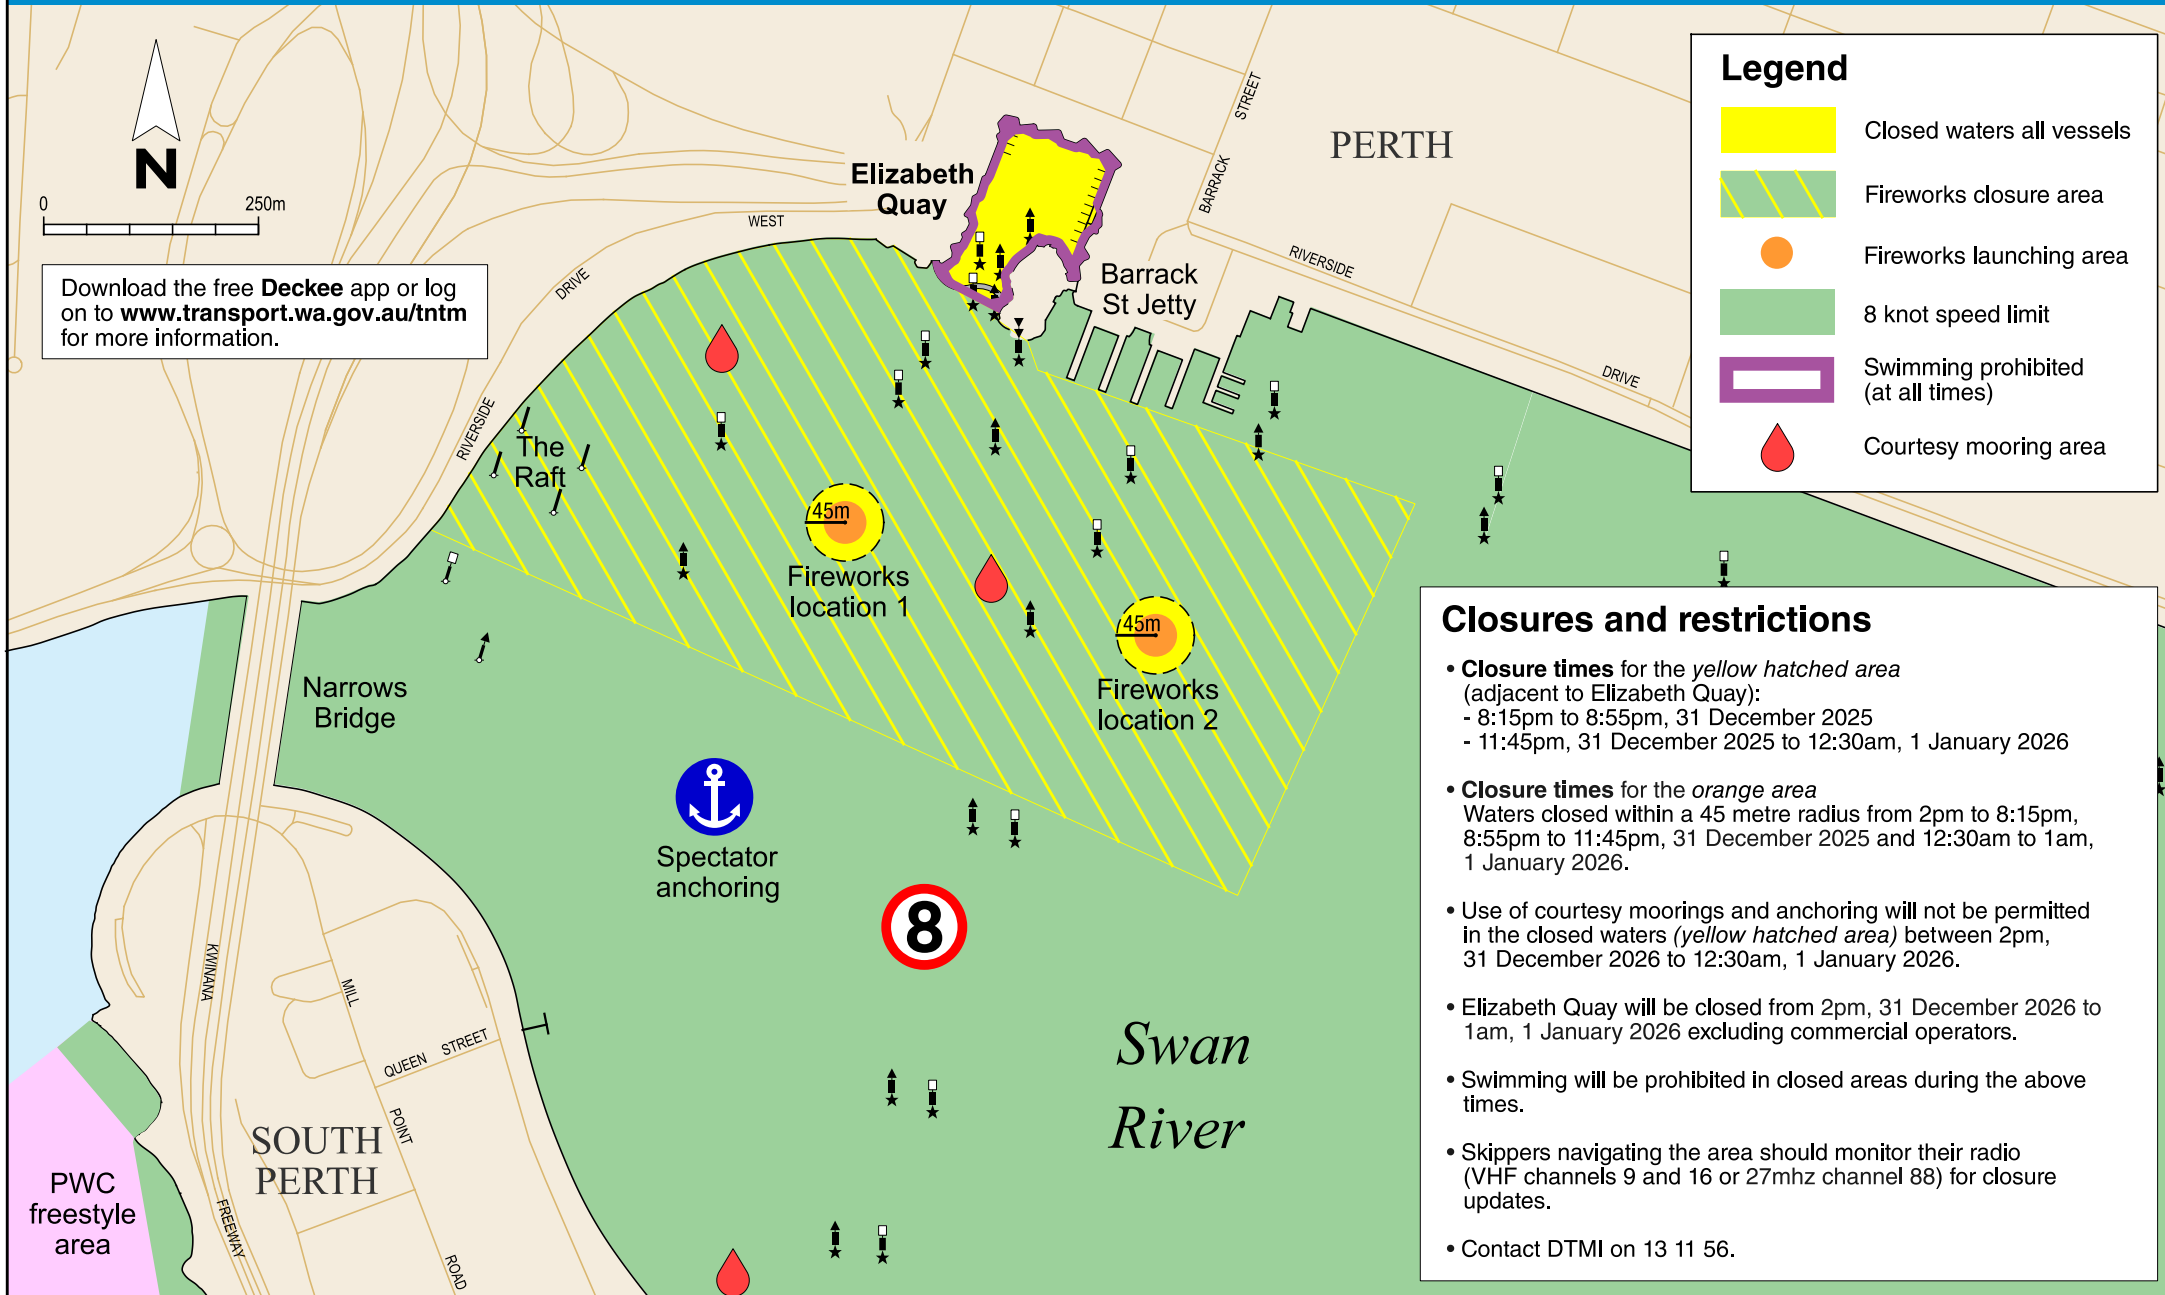 N
0 250m
Download the free Deckee app or log
on to www.transport.wa.gov.au/tntm
for more information.
Elizabeth
Quay
WEST
DRIVE
RIVERSIDE
STREET
BARRACK
PERTH
RIVERSIDE
DRIVE
Barrack
St Jetty
The
Raft
45m
Fireworks
location 1
45m
Fireworks
location 2
Narrows
Bridge
Spectator
anchoring
8
Swan
River
KWINANA
FREEWAY
MILL
POINT
ROAD
QUEEN STREET
SOUTH
PERTH
PWC
freestyle
area
Legend
Closed waters all vessels
Fireworks closure area
Fireworks launching area
8 knot speed limit
Swimming prohibited
(at all times)
Courtesy mooring area
Closures and restrictions
• Closure times for the yellow hatched area
(adjacent to Elizabeth Quay):
- 8:15pm to 8:55pm, 31 December 2025
- 11:45pm, 31 December 2025 to 12:30am, 1 January 2026
• Closure times for the orange area
Waters closed within a 45 metre radius from 2pm to 8:15pm,
8:55pm to 11:45pm, 31 December 2025 and 12:30am to 1am,
1 January 2026.
• Use of courtesy moorings and anchoring will not be permitted
in the closed waters (yellow hatched area) between 2pm,
31 December 2026 to 12:30am, 1 January 2026.
• Elizabeth Quay will be closed from 2pm, 31 December 2026 to
1am, 1 January 2026 excluding commercial operators.
• Swimming will be prohibited in closed areas during the above
times.
• Skippers navigating the area should monitor their radio
(VHF channels 9 and 16 or 27mhz channel 88) for closure
updates.
• Contact DTMI on 13 11 56.